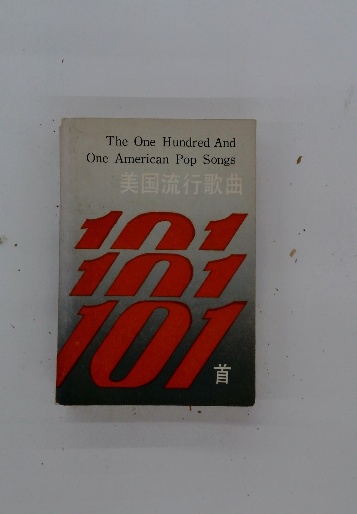 The One Hundred And
One American Pop Songs
美国流行歌曲
101
101
101
首